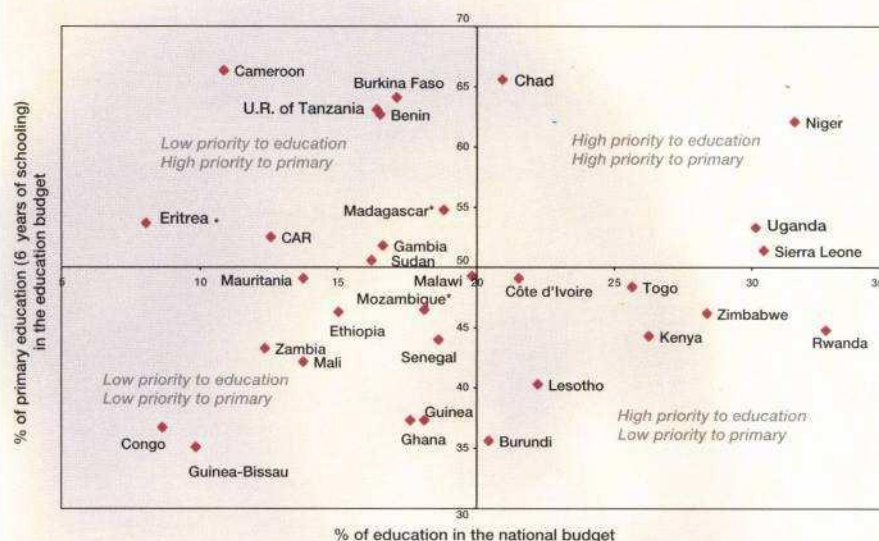 70
Cameroon
Burkina Faso
Chad
65
U.R. of Tanzania
Benin
Niger
Low priority to education
High priority to primary
High priority to education
High priority to primary
60
55
Madagascar*
Eritrea
CAR
Gambia
Sudan
Uganda
Sierra Leone
50
5
10
15
20
25
30
Mauritania
Malawi
Côte d'Ivoire
Togo
Mozambique*
Ethiopia
45
Zimbabwe
Zambia
Mali
Senegal
Kenya
Rwanda
Low priority to education
Low priority to primary
40
Lesotho
Guinea
High priority to education
Low priority to primary
Congo
Ghana
35
Burundi
Guinea-Bissau
30
% of primary education (6 years of schooling)
in the education budget
% of education in the national budget